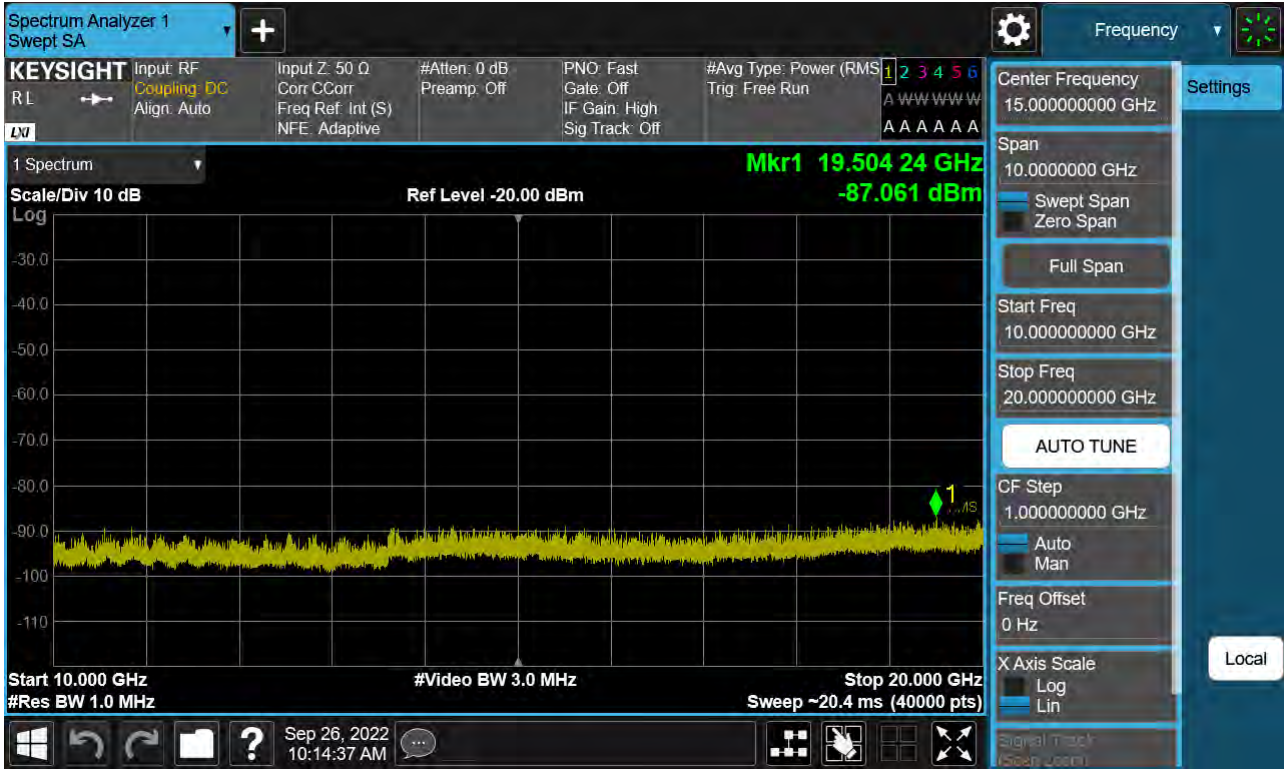 Spectrum Analyzer 1
Swept SA
Frequency
KEYSIGHT
R L
LXI
Input: RF
Coupling: DC
Align: Auto
Input Z: 50 Ω
Corr CCorr
Freq Ref: Int (S)
NFE: Adaptive
#Atten: 0 dB
Preamp: Off
PNO: Fast
Gate: Off
IF Gain: High
Sig Track: Off
#Avg Type: Power (RMS
Trig: Free Run
1 2 3 4 5 6
A W W W W W
A A A A A A
1 Spectrum
Scale/Div 10 dB
Log
Ref Level -20.00 dBm
Mkr1 19.504 24 GHz
-87.061 dBm
-30.0
-40.0
-50.0
-60.0
-70.0
-80.0
-90.0
-100
-110
1
Start 10.000 GHz
#Res BW 1.0 MHz
#Video BW 3.0 MHz
Stop 20.000 GHz
Sweep ~20.4 ms (40000 pts)
Center Frequency
15.000000000 GHz
Settings
Span
10.0000000 GHz
Swept Span
Zero Span
Full Span
Start Freq
10.000000000 GHz
Stop Freq
20.000000000 GHz
AUTO TUNE
CF Step
1.000000000 GHz
Auto
Man
Freq Offset
0 Hz
X Axis Scale
Log
Lin
Local
Signal Track
(Span Zoom)
?
Sep 26, 2022
10:14:37 AM